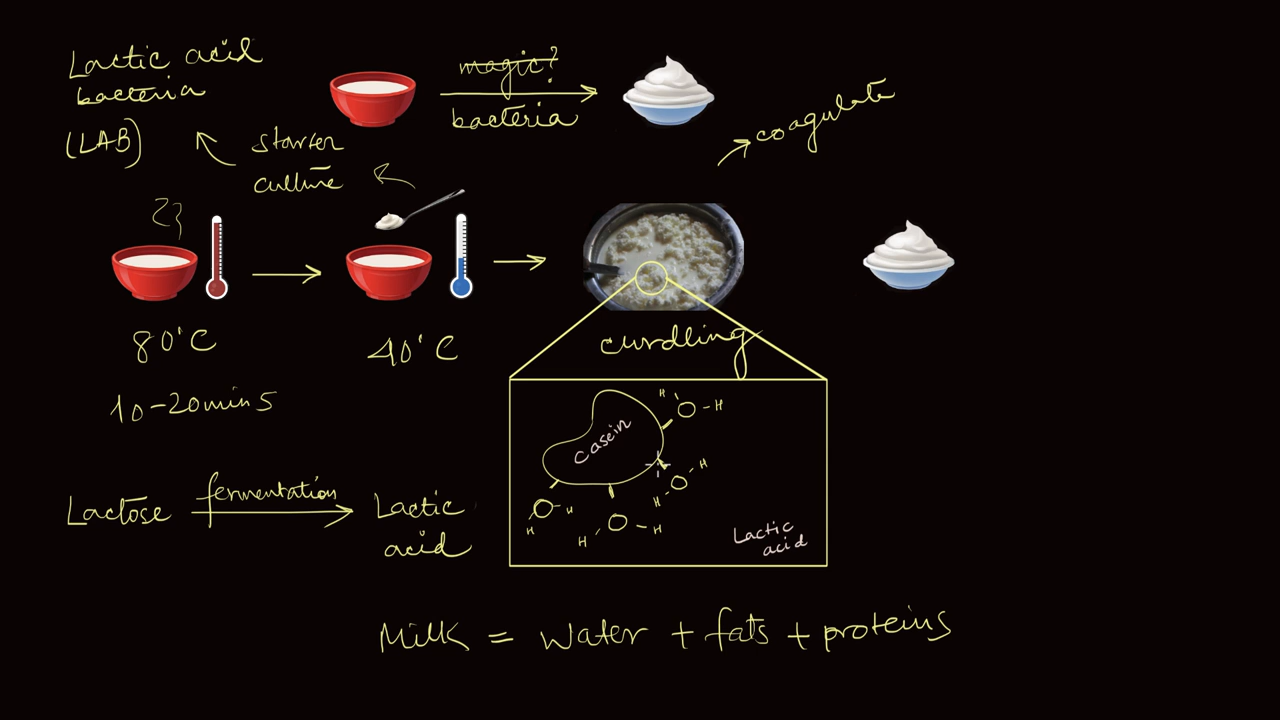 Lactic acid
bacteria
(LAB)
magic?
bacteria
coagulate
starter
culture
80°C
10-20mins
40°C
curdling
Lactose
fermentation
Lactic
acid
casein
H
O-H
H
O
H
H
O-H
H
O-H
H
Lactic
acid
Milk = water + fats + proteins